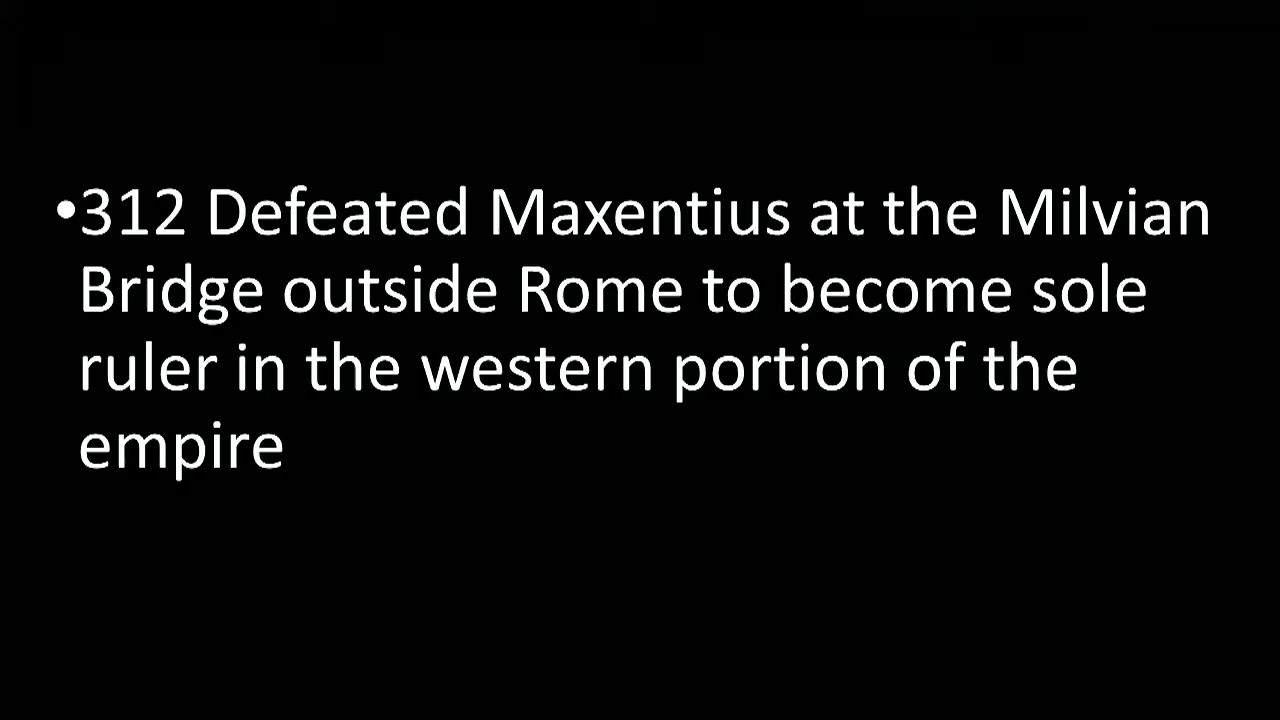 •312 Defeated Maxentius at the Milvian
Bridge outside Rome to become sole
ruler in the western portion of the
empire